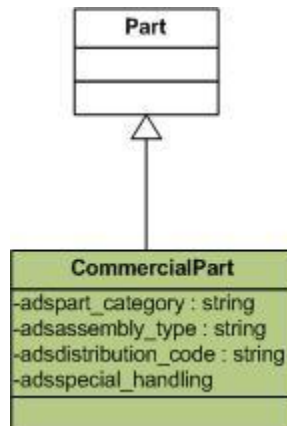 Part
CommercialPart
-adspart_category : string
-adsassembly_type : string
-adsdistribution_code : string
-adsspecial_handling